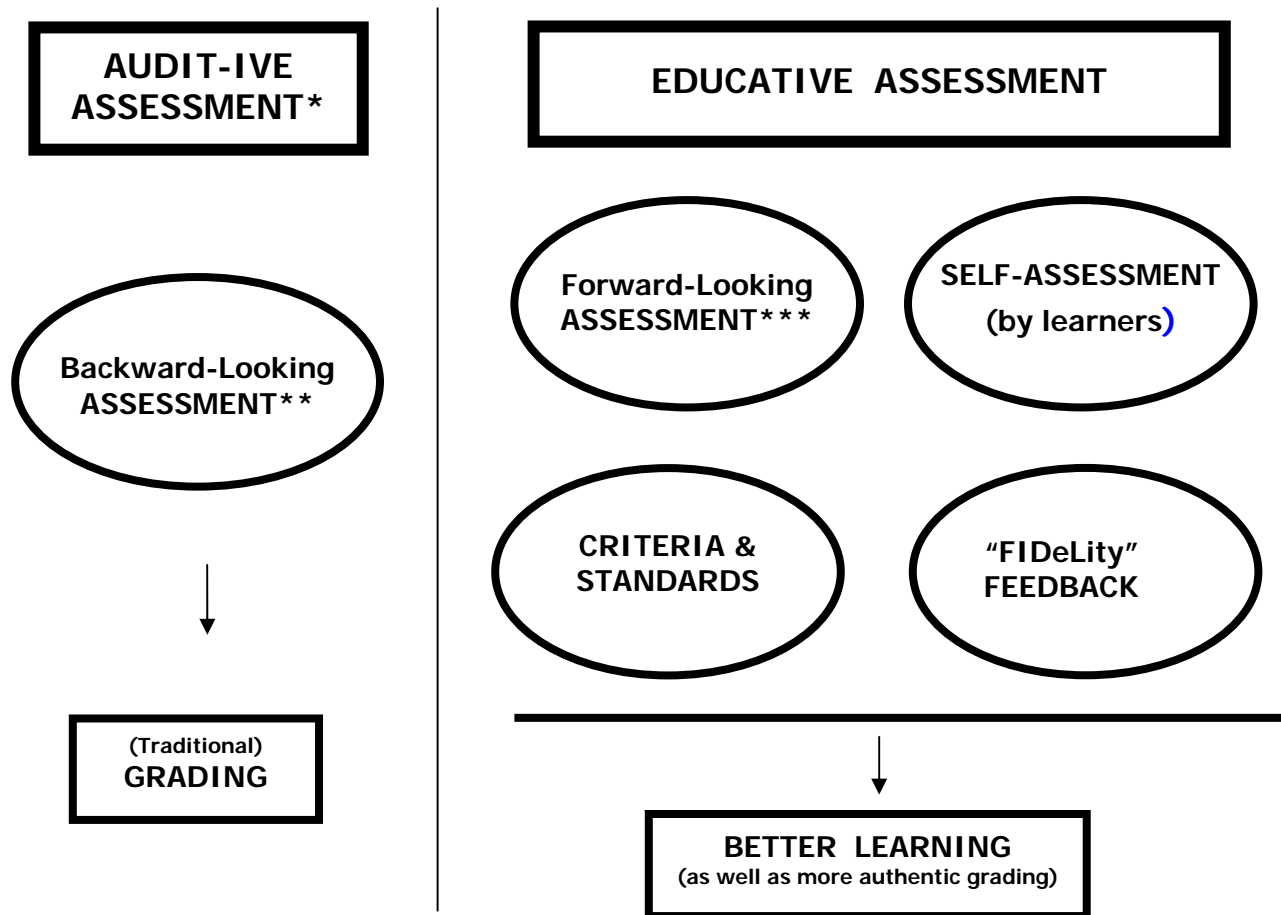 AUDIT-IVE
ASSESSMENT*
Backward-Looking
ASSESSMENT**
(Traditional)
GRADING
EDUCATIVE ASSESSMENT
Forward-Looking
ASSESSMENT***
SELF-ASSESSMENT
(by learners)
CRITERIA &
STANDARDS
“FIDeLity”
FEEDBACK
BETTER LEARNING
(as well as more authentic grading)